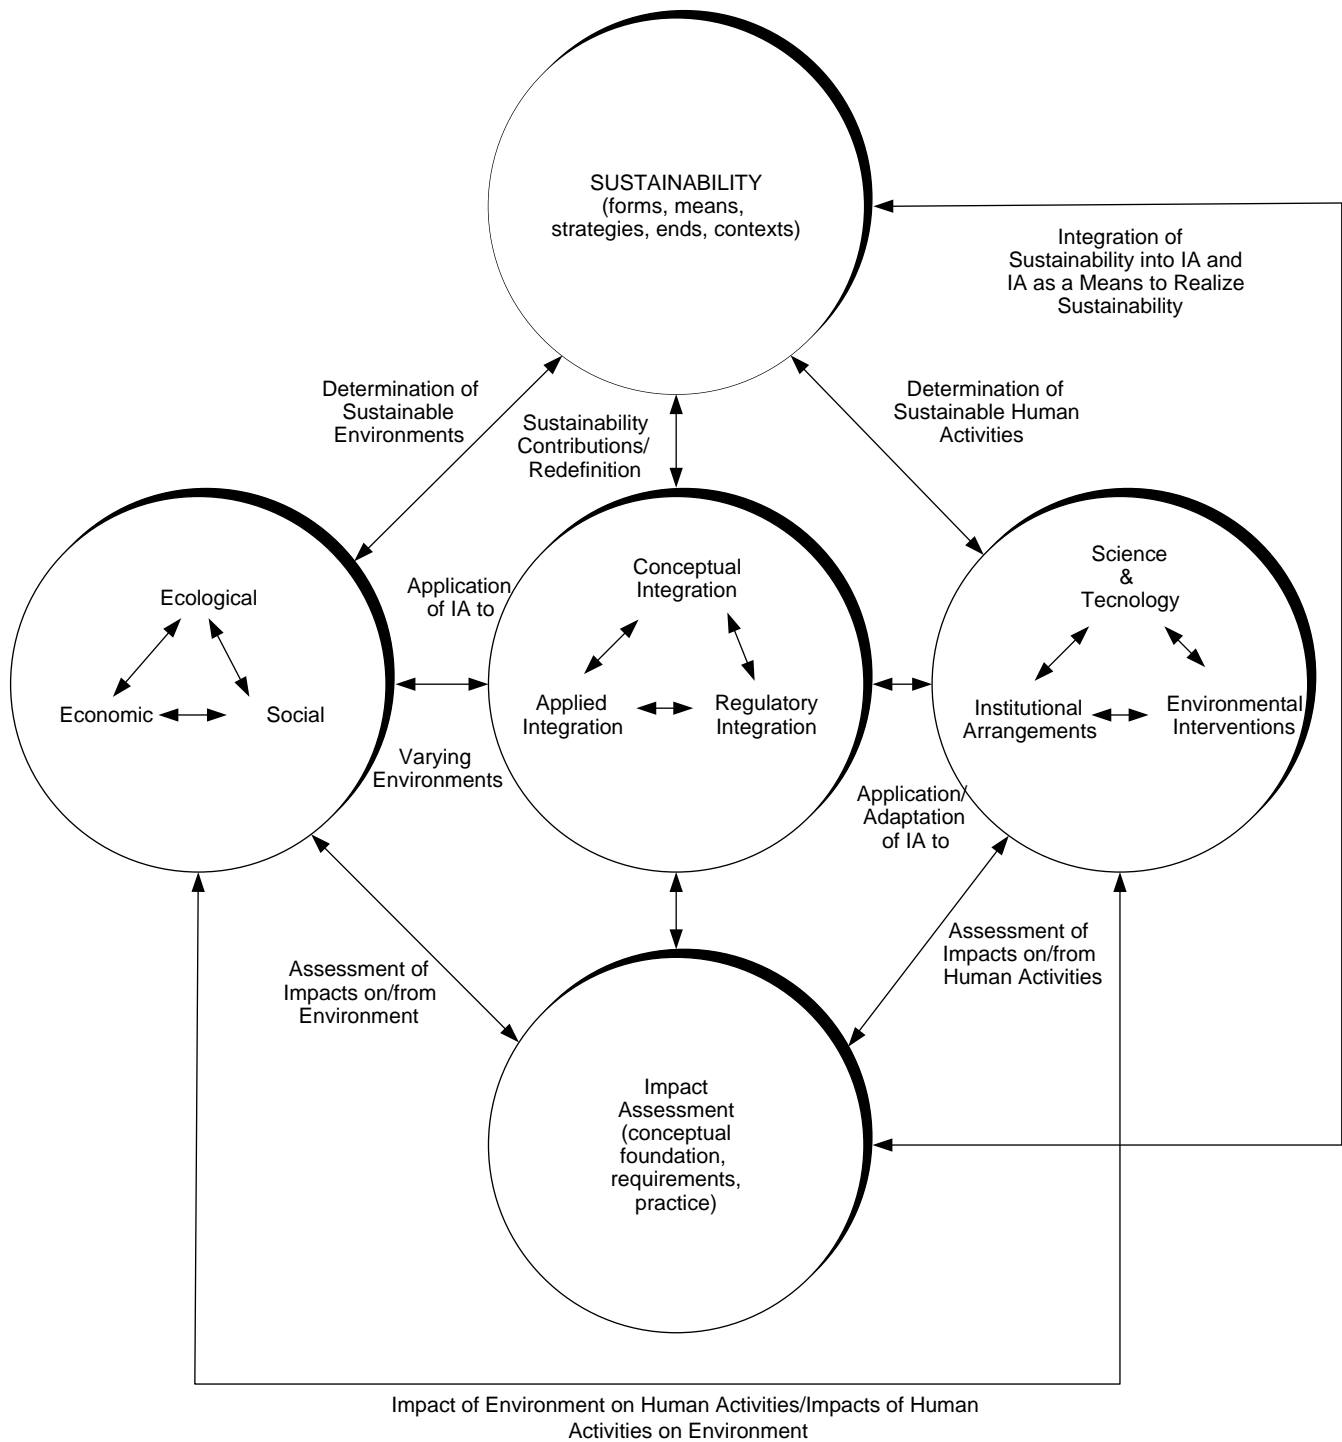 SUSTAINABILITY
(forms, means,
strategies, ends, contexts)
Integration of
Sustainability into IA and
IA as a Means to Realize
Sustainability
Determination of
Sustainable
Environments
Sustainability
Contributions/
Redefinition
Determination of
Sustainable Human
Activities
Ecological
Economic
Social
Application
of IA to
Varying
Environments
Conceptual
Integration
Applied
Integration
Regulatory
Integration
Science
&
Tecnology
Institutional
Arrangements
Environmental
Interventions
Application/
Adaptation
of IA to
Assessment of
Impacts on/from
Environment
Assessment of
Impacts on/from
Human Activities
Impact
Assessment
(conceptual
foundation,
requirements,
practice)
Impact of Environment on Human Activities/Impacts of Human
Activities on Environment